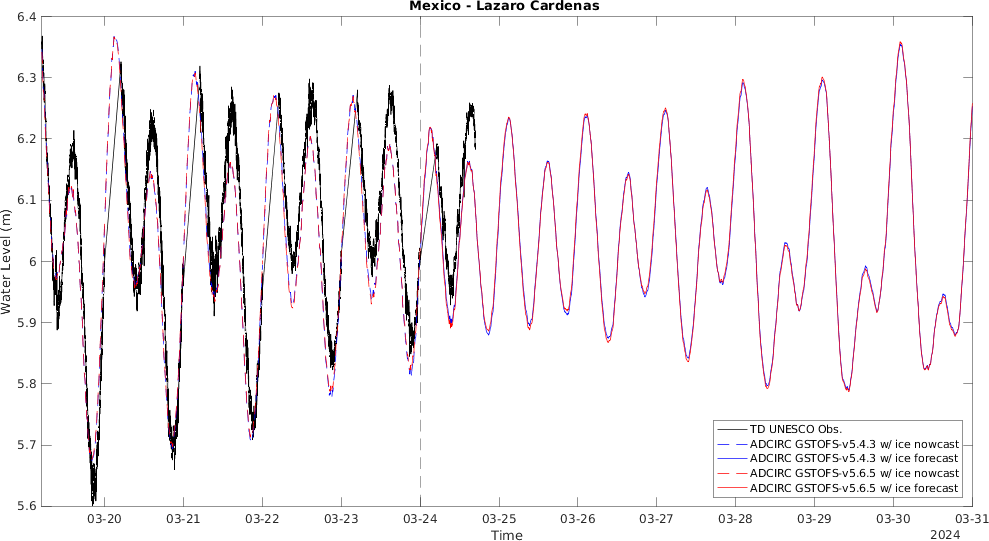 Mexico - Lazaro Cardenas
Water Level (m)
6.4
6.3
6.2
6.1
6
5.9
5.8
5.7
5.6
03-20 03-21 03-22 03-23 03-24 03-25 03-26 03-27 03-28 03-29 03-30 03-31
Time
2024
TD UNESCO Obs.
ADCIRC GSTOFS-v5.4.3 w/ ice nowcast
ADCIRC GSTOFS-v5.4.3 w/ ice forecast
ADCIRC GSTOFS-v5.6.5 w/ ice nowcast
ADCIRC GSTOFS-v5.6.5 w/ ice forecast